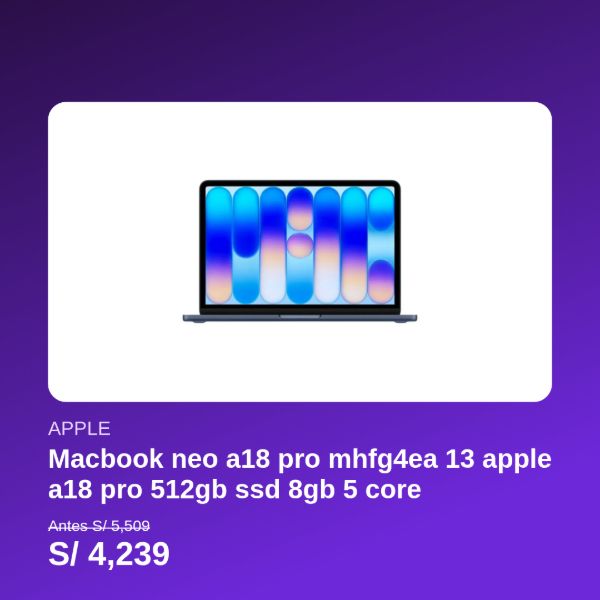 APPLE
Macbook neo a18 pro mhfg4ea 13 apple
a18 pro 512gb ssd 8gb 5 core
Antes S/ 5,509
S/ 4,239